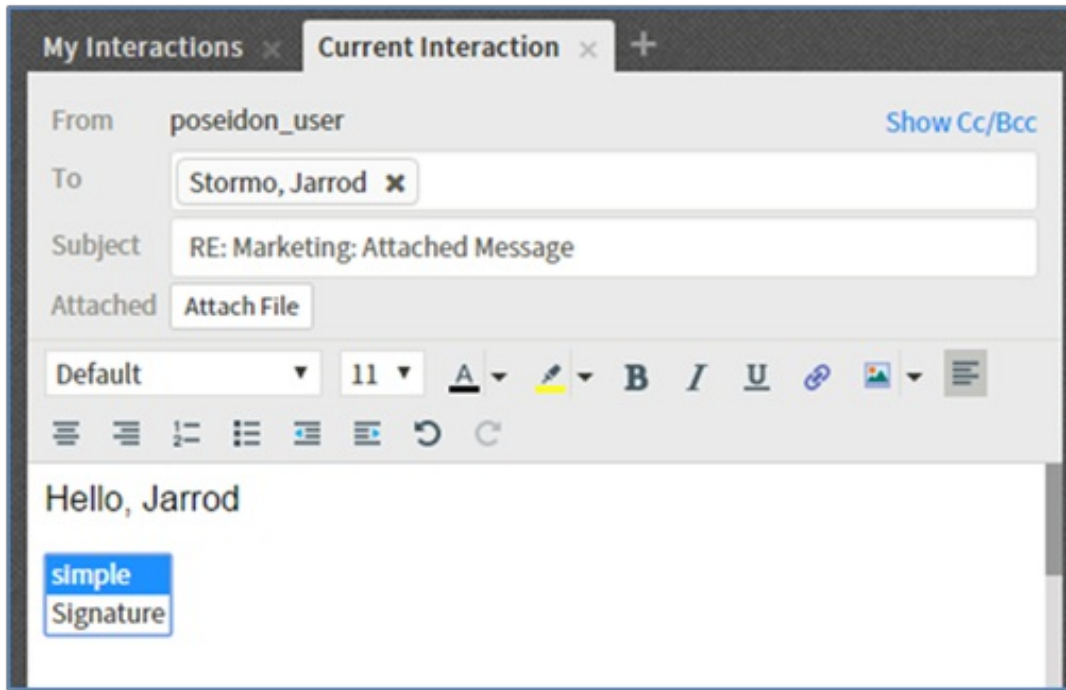 My Interactions × Current Interaction × +
From poseidon_user Show Cc/Bcc
To Stormo, Jarrod ✖
Subject RE: Marketing: Attached Message
Attached Attach File
Default 11 A B I U
Hello, Jarrod
simple
Signature